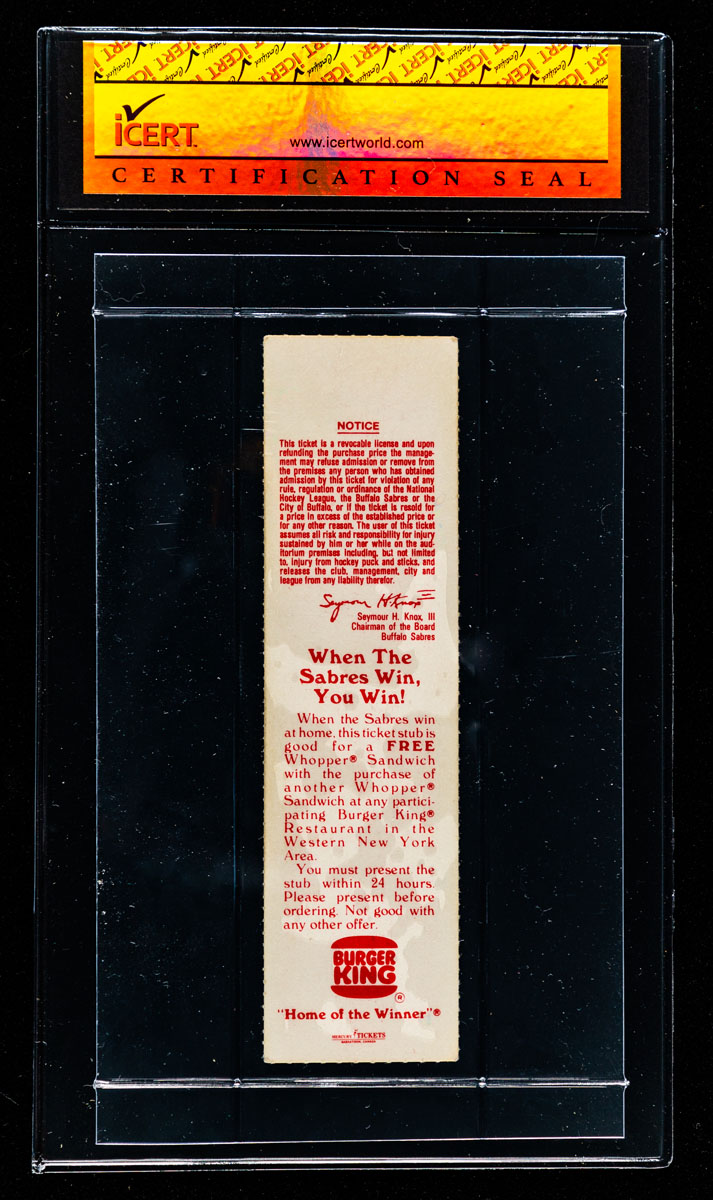 iCERT
www.icertworld.com
CERTIFICATION SEAL
NOTICE
This ticket is a revocable license and upon
refunding the purchase price the manage-
ment may refuse admission or remove from
the premises any person who has obtained
admission by this ticket for violation of any
rule, regulation or ordinance of the National
Hockey League, the Buffalo Sabres or the
City of Buffalo, or if the ticket is resold for
a price in excess of the established price or
for any other reason. The user of this ticket
assumes all risk and responsibility for injury
sustained by him or her while on the aud-
itorium premises including, but not limited
to, injury from hockey puck and sticks, and
releases the club, management, city and
league from any liability therefor.
Seymour H. Knox III
Seymour H. Knox, III
Chairman of the Board
Buffalo Sabres
When The
Sabres Win,
You Win!
When the Sabres win
at home, this ticket stub is
good for a FREE
Whopper® Sandwich
with the purchase of
another Whopper®
Sandwich at any partici-
pating Burger King®
Restaurant in the
Western New York
Area.
You must present the
stub within 24 hours.
Please present before
ordering. Not good with
any other offer.
BURGER
KING
®
"Home of the Winner"®
MERCURY TICKETS